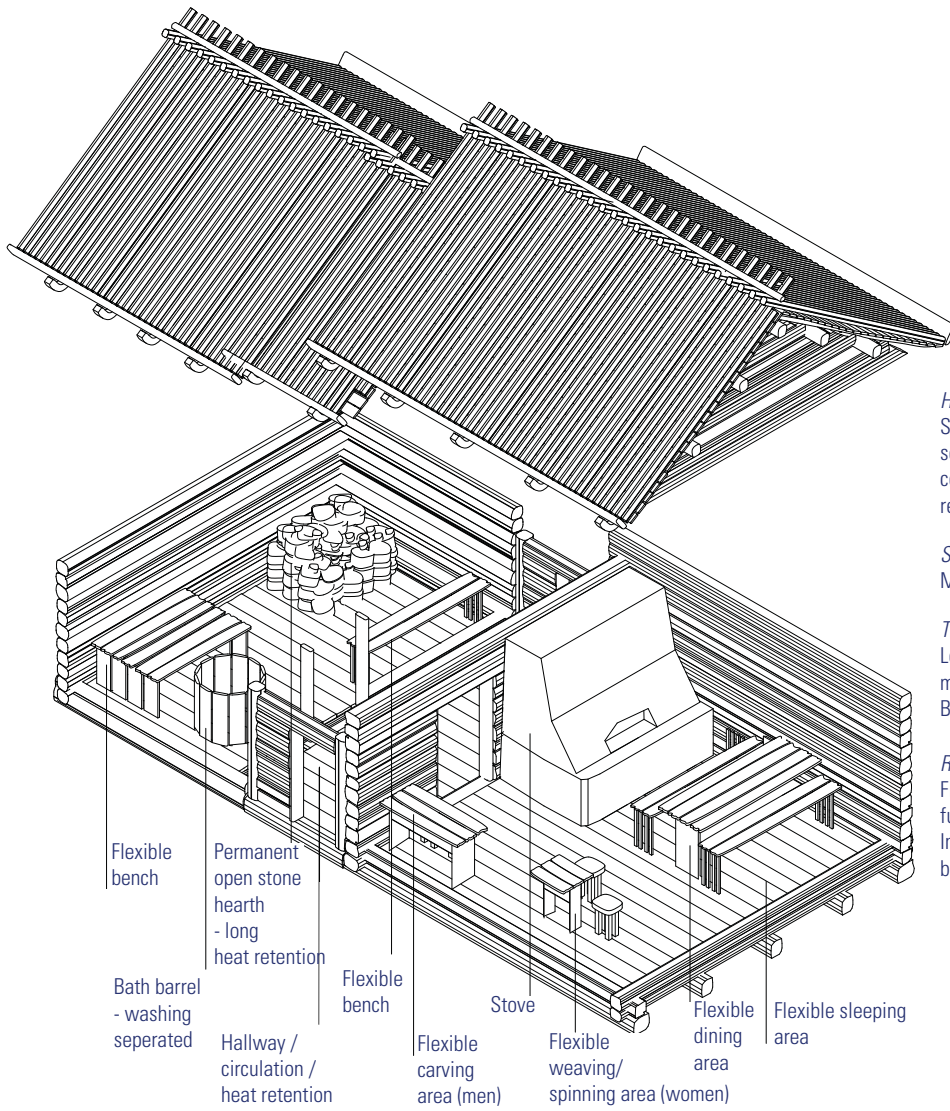 Flexible
bench
Permanent
open stone
hearth
- long
heat retention
Bath barrel
- washing
seperated
Hallway /
circulation /
heat retention
Flexible
bench
Flexible
carving
area (men)
Stove
Flexible
weaving/
spinning area (women)
Flexible
dining
area
Flexible sleeping
area